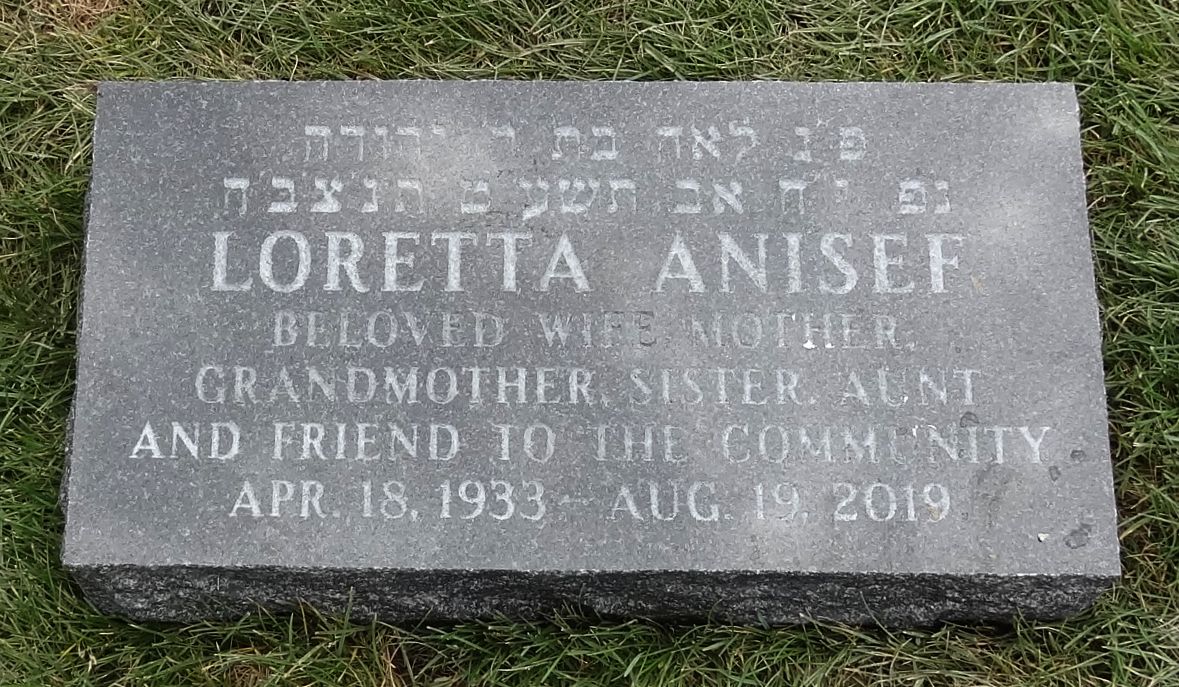 פ נ לאה בת ר יהודה
נפ י ח אב תשע ט תנצבה
LORETTA ANISEF
BELOVED WIFE, MOTHER,
GRANDMOTHER, SISTER, AUNT
AND FRIEND TO THE COMMUNITY
APR. 18, 1933 – AUG. 19, 2019